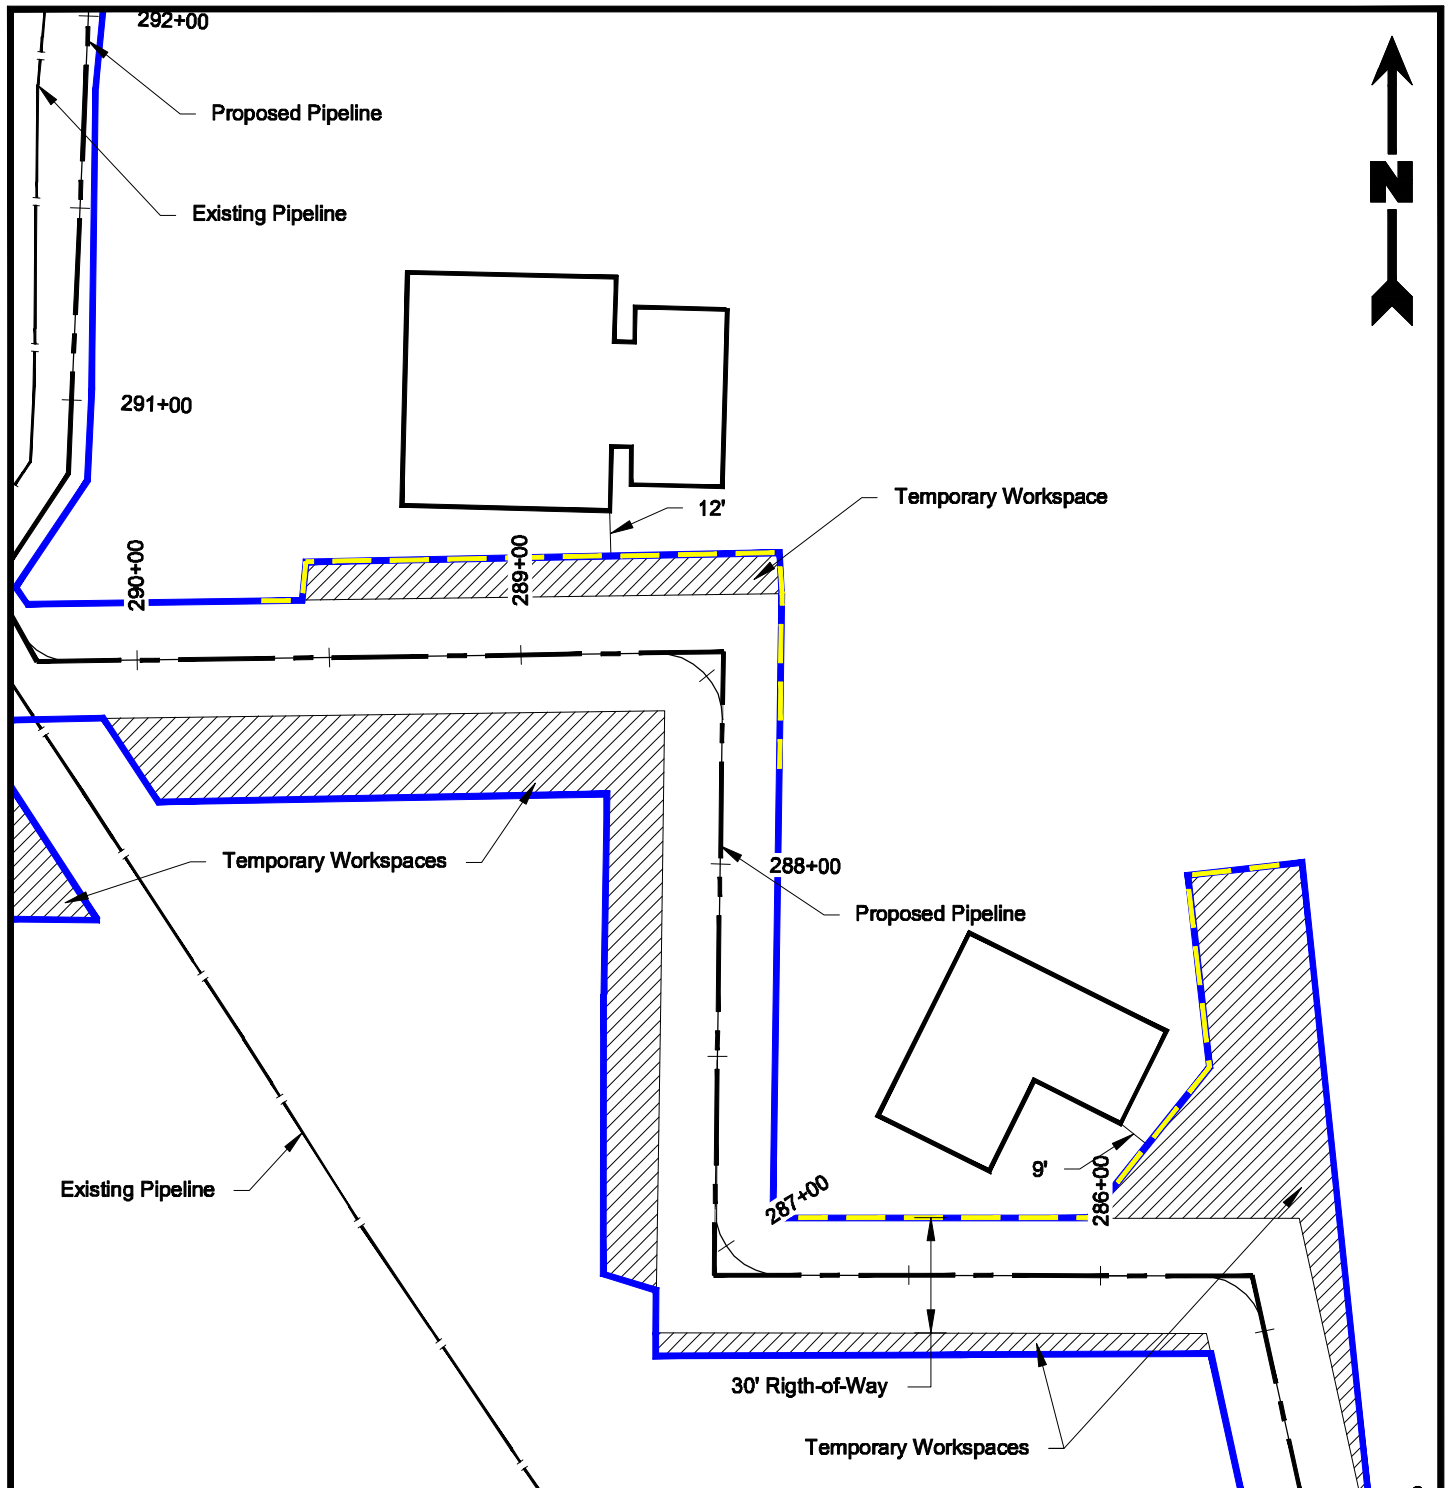 292+00
Proposed Pipeline
N
Existing Pipeline
291+00
Temporary Workspace
12'
290+00
289+00
Temporary Workspaces
288+00
Proposed Pipeline
9'
286+00
Existing Pipeline
287+00
30' Rigth-of-Way
Temporary Workspaces